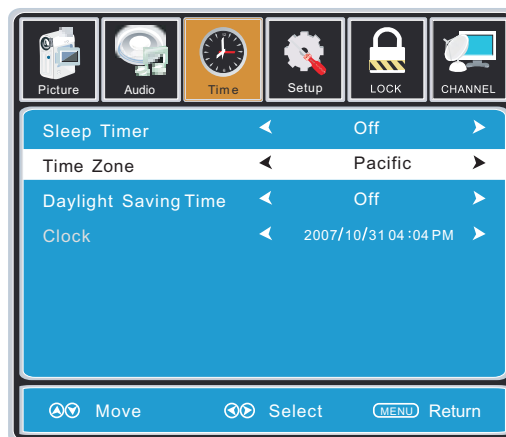 Picture Audio Time Setup LOCK CHANNEL
Sleep Timer Off
Time Zone Pacific
Daylight Saving Time Off
Clock 2007/10/31 04:04 PM
Move Select MENU Return